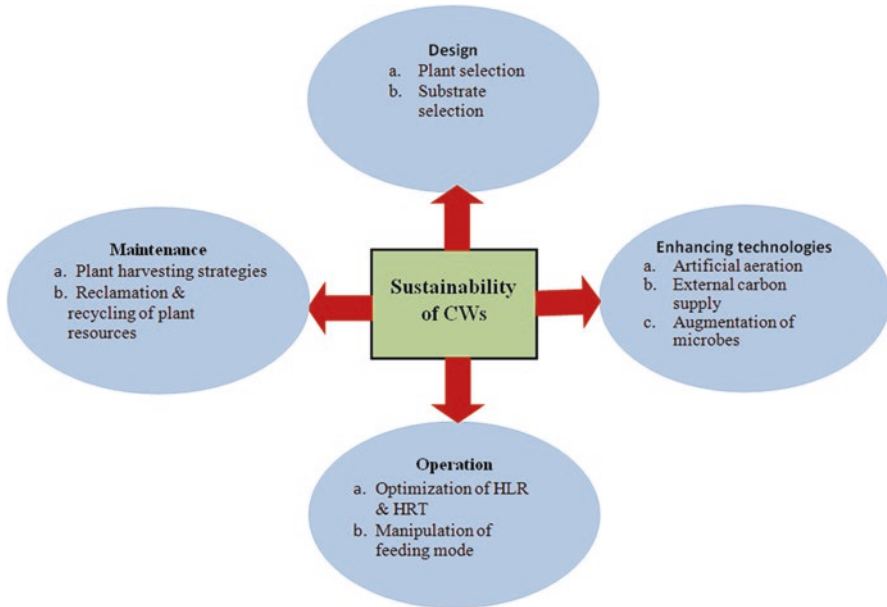 Design
a. Plant selection
b. Substrate
selection
Maintenance
a. Plant harvesting strategies
b. Reclamation &
recycling of plant
resources
Sustainability
of CWs
Enhancing technologies
a. Artificial aeration
b. External carbon
supply
c. Augmentation of
microbes
Operation
a. Optimization of HLR
& HRT
b. Manipulation of
feeding mode